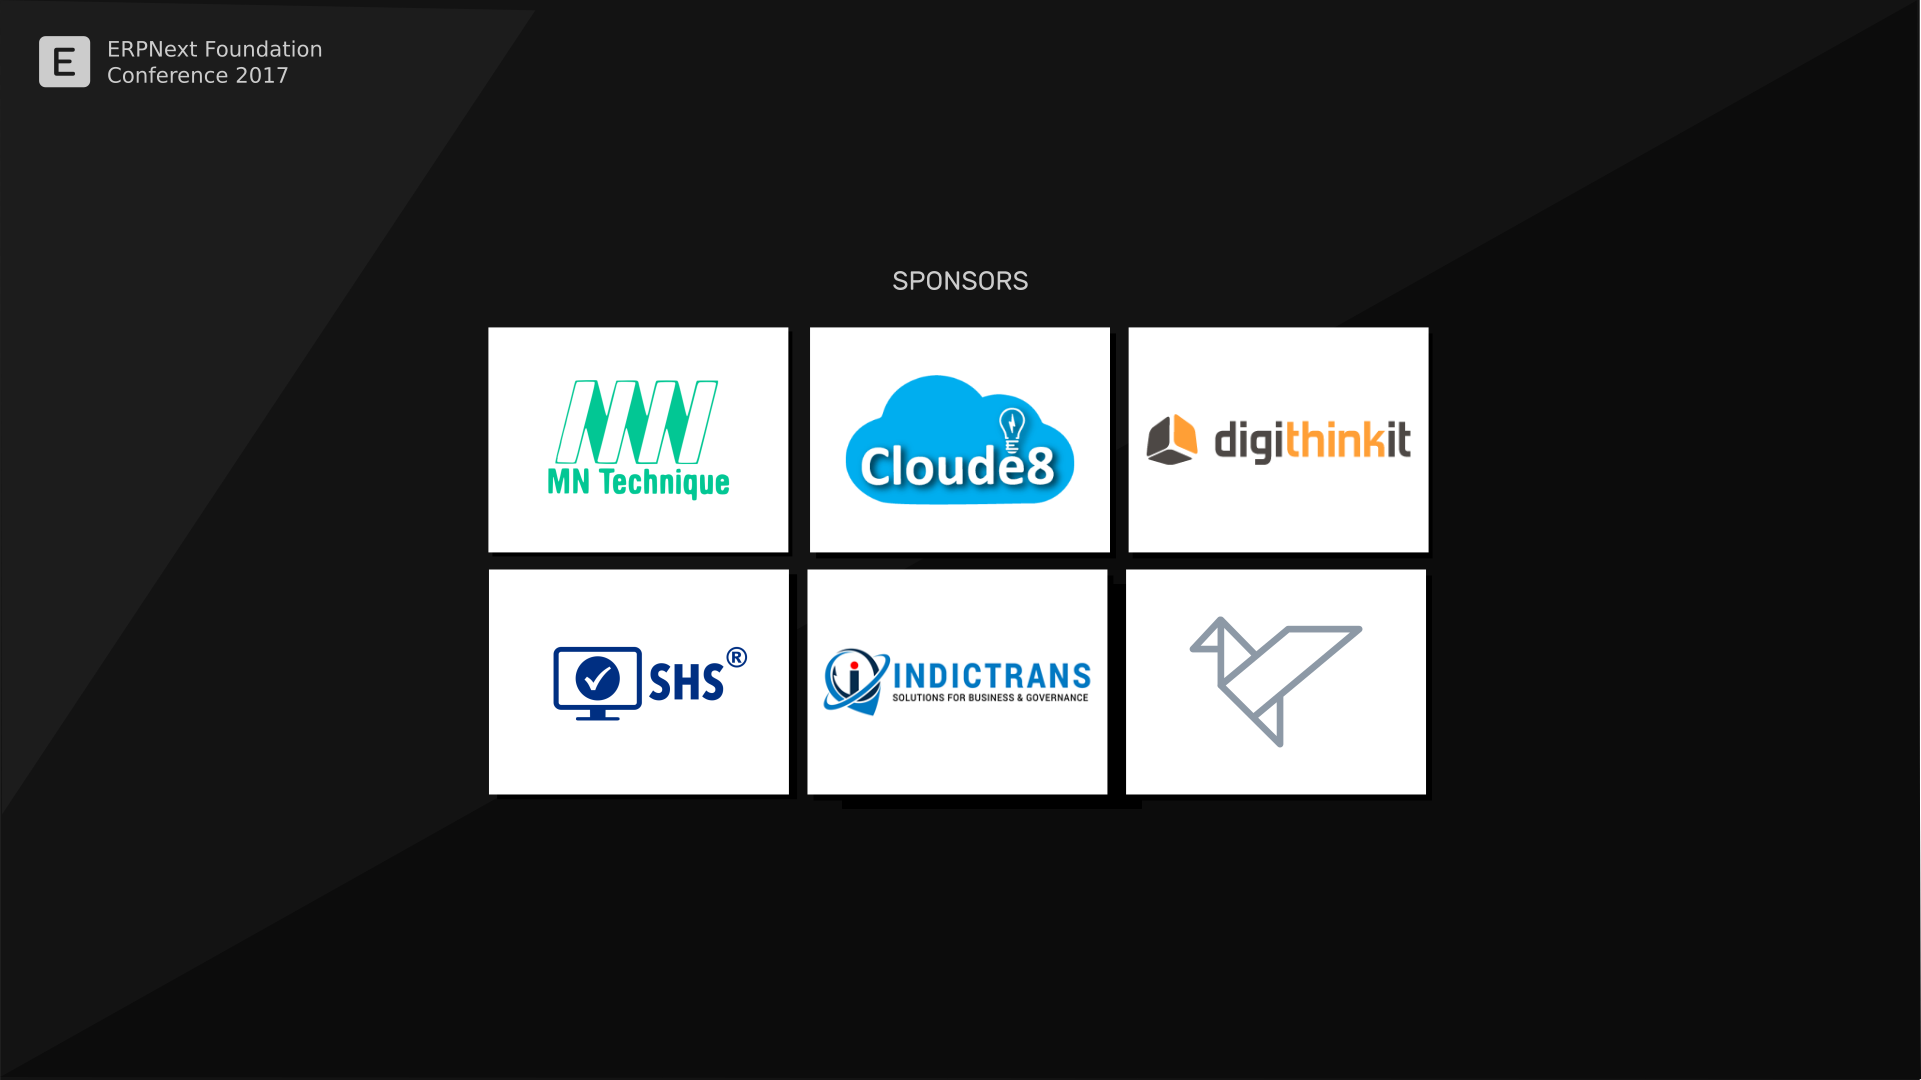 E
ERPNext Foundation
Conference 2017
SPONSORS
MN Technique
Cloude8
digithinkit
SHS®
INDICTRANS
SOLUTIONS FOR BUSINESS & GOVERNANCE